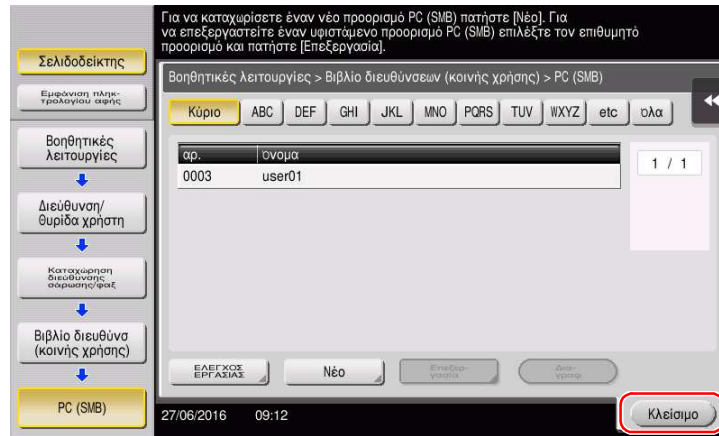 Για να καταχωρίσετε έναν νέο προορισμό PC (SMB) πατήστε [Νέο]. Για
να επεξεργαστείτε έναν υφιστάμενο προορισμό PC (SMB) επιλέξτε τον επιθυμητό
προορισμό και πατήστε [Επεξεργασία].
Σελιδοδείκτης
Εμφάνιση πληκ-
τρολογίου αφής
Βοηθητικές
λειτουργίες
Διεύθυνση/
Θυρίδα χρήστη
Καταχώρηση
διεύθυνσης
σάρωσης/φαξ
Βιβλίο διευθύνσ
(κοινής χρήσης)
PC (SMB)
Βοηθητικές λειτουργίες > Βιβλίο διευθύνσεων (κοινής χρήσης) > PC (SMB)
Κύριο ABC DEF GHI JKL MNO PQRS TUV WXYZ etc Όλα
αρ. Όνομα
0003 user01
1 / 1
ΕΛΕΓΧΟΣ
ΕΡΓΑΣΙΑΣ
Νέο
Επεξερ-
γασία
Δια-
γραφ
27/06/2016 09:12
Κλείσιμο